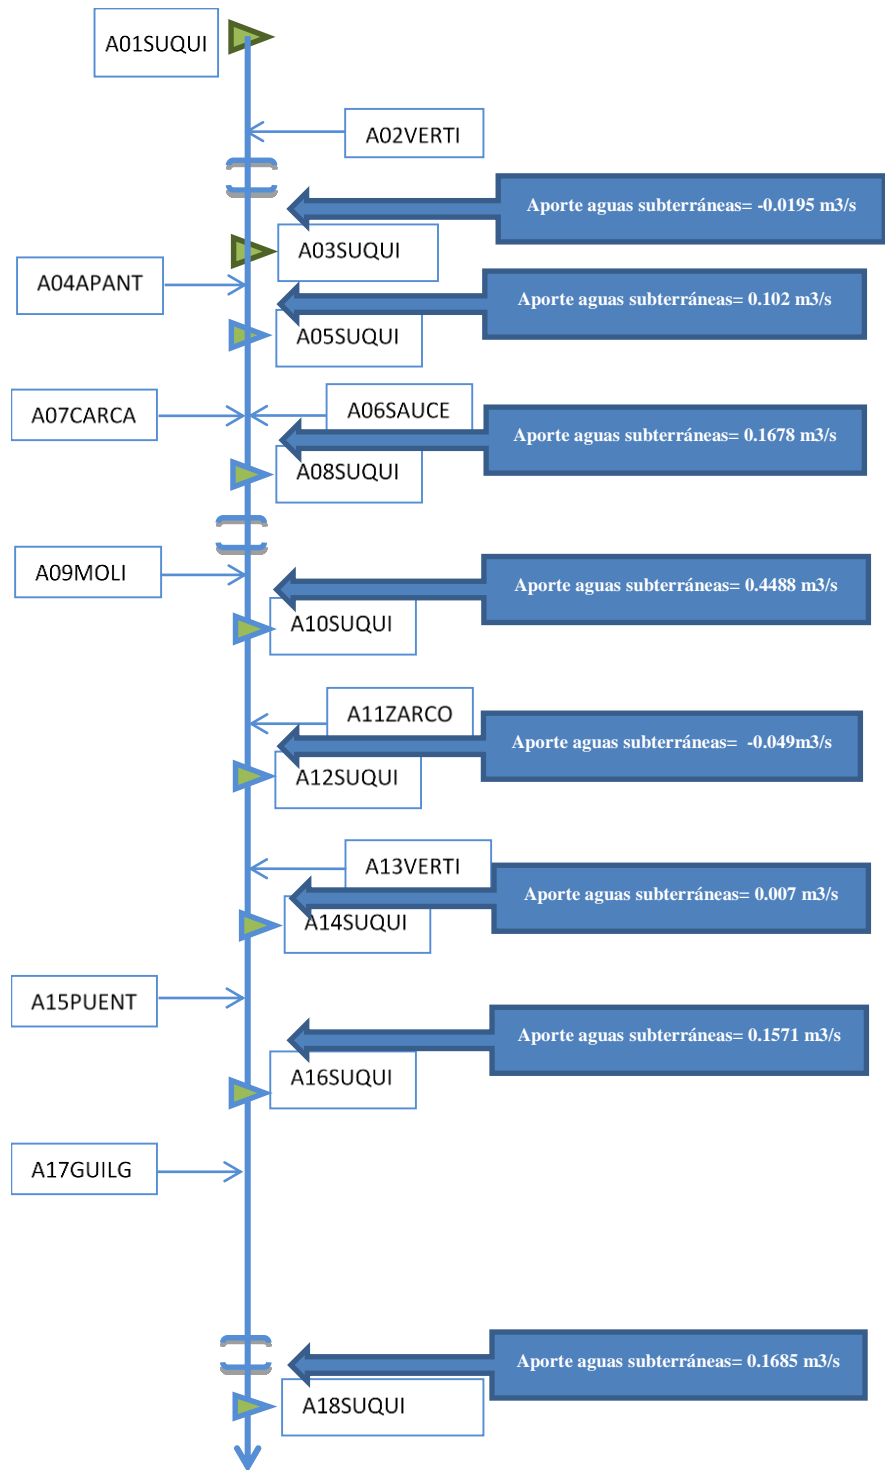 A01SUQUI
A02VERTI
Aporte aguas subterráneas= -0.0195 m3/s
A03SUQUI
A04APANT
Aporte aguas subterráneas= 0.102 m3/s
A05SUQUI
A07CARCA
A06SAUCE
Aporte aguas subterráneas= 0.1678 m3/s
A08SUQUI
A09MOLI
Aporte aguas subterráneas= 0.4488 m3/s
A10SUQUI
A11ZARCO
Aporte aguas subterráneas= -0.049m3/s
A12SUQUI
A13VERTI
Aporte aguas subterráneas= 0.007 m3/s
A14SUQUI
A15PUENT
Aporte aguas subterráneas= 0.1571 m3/s
A16SUQUI
A17GUILG
Aporte aguas subterráneas= 0.1685 m3/s
A18SUQUI